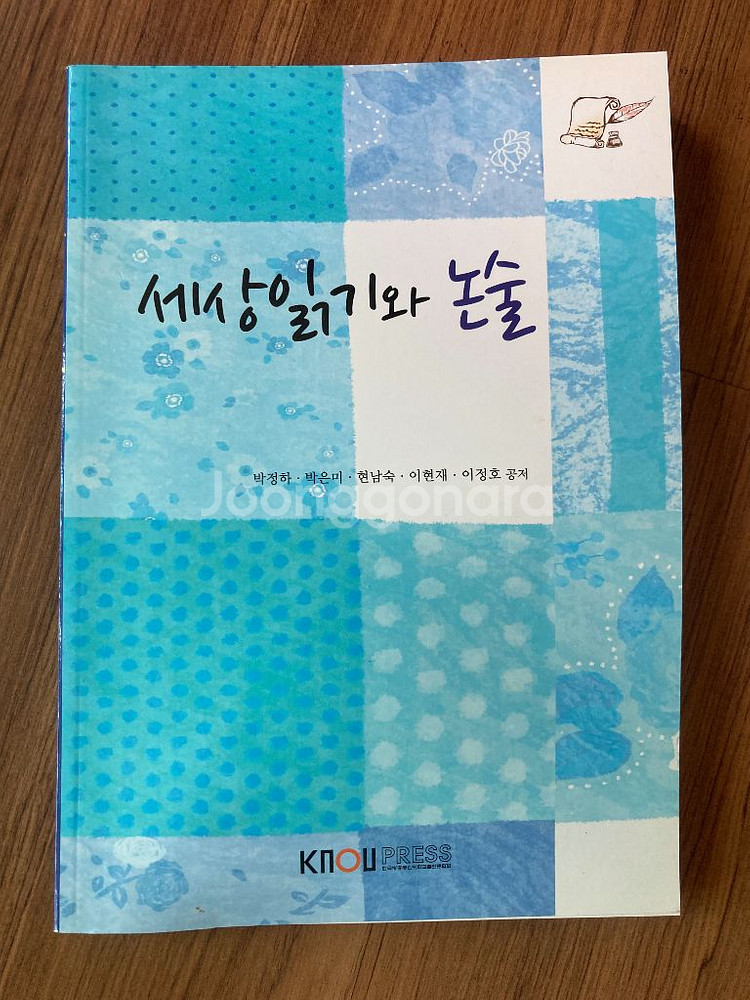 세상읽기와 논술
박정하 · 박은미 · 현남숙 · 이현재 · 이정호 공저
Joonggonara
KNOU PRESS